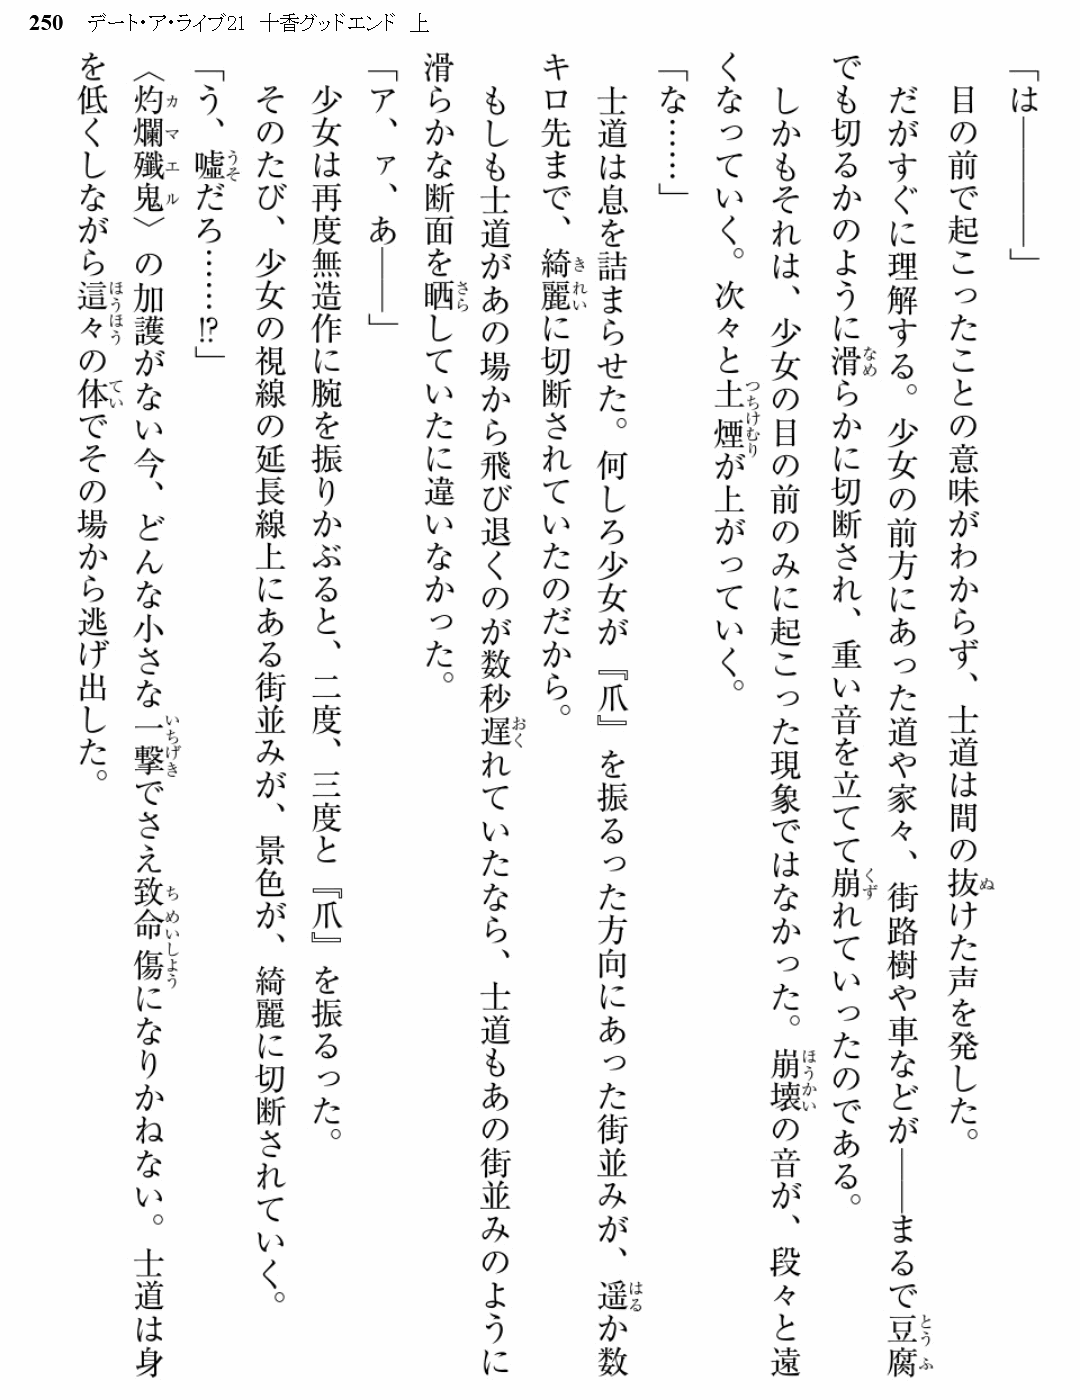 250 デート・ア・ライブ21 十香グッドエンド 上
「は――――」
　目の前で起こったことの意味がわからず、士道は間の抜けた声を発した。
　だがすぐに理解する。少女の前方にあった道や家々、街路樹や車などが――まるで豆腐
でも切るかのように滑らかに切断され、重い音を立てて崩れていったのである。
　しかもそれは、少女の目の前のみに起こった現象ではなかった。崩壊の音が、段々と遠
くなっていく。次々と土煙が上がっていく。
「な……」
　士道は息を詰まらせた。何しろ少女が『爪』を振るった方向にあった街並みが、遥か数
キロ先まで、綺麗に切断されていたのだから。
　もしも士道があの場から飛び退くのが数秒遅れていたなら、士道もあの街並みのように
滑らかな断面を晒していたに違いなかった。
「ア、ァ、あ――」
　少女は再度無造作に腕を振りかぶると、二度、三度と『爪』を振るった。
　そのたび、少女の視線の延長線上にある街並みが、景色が、綺麗に切断されていく。
「う、嘘だろ……!?」
〈灼爛殲鬼〉の加護がない今、どんな小さな一撃でさえ致命傷になりかねない。士道は身
を低くしながら這々の体でその場から逃げ出した。